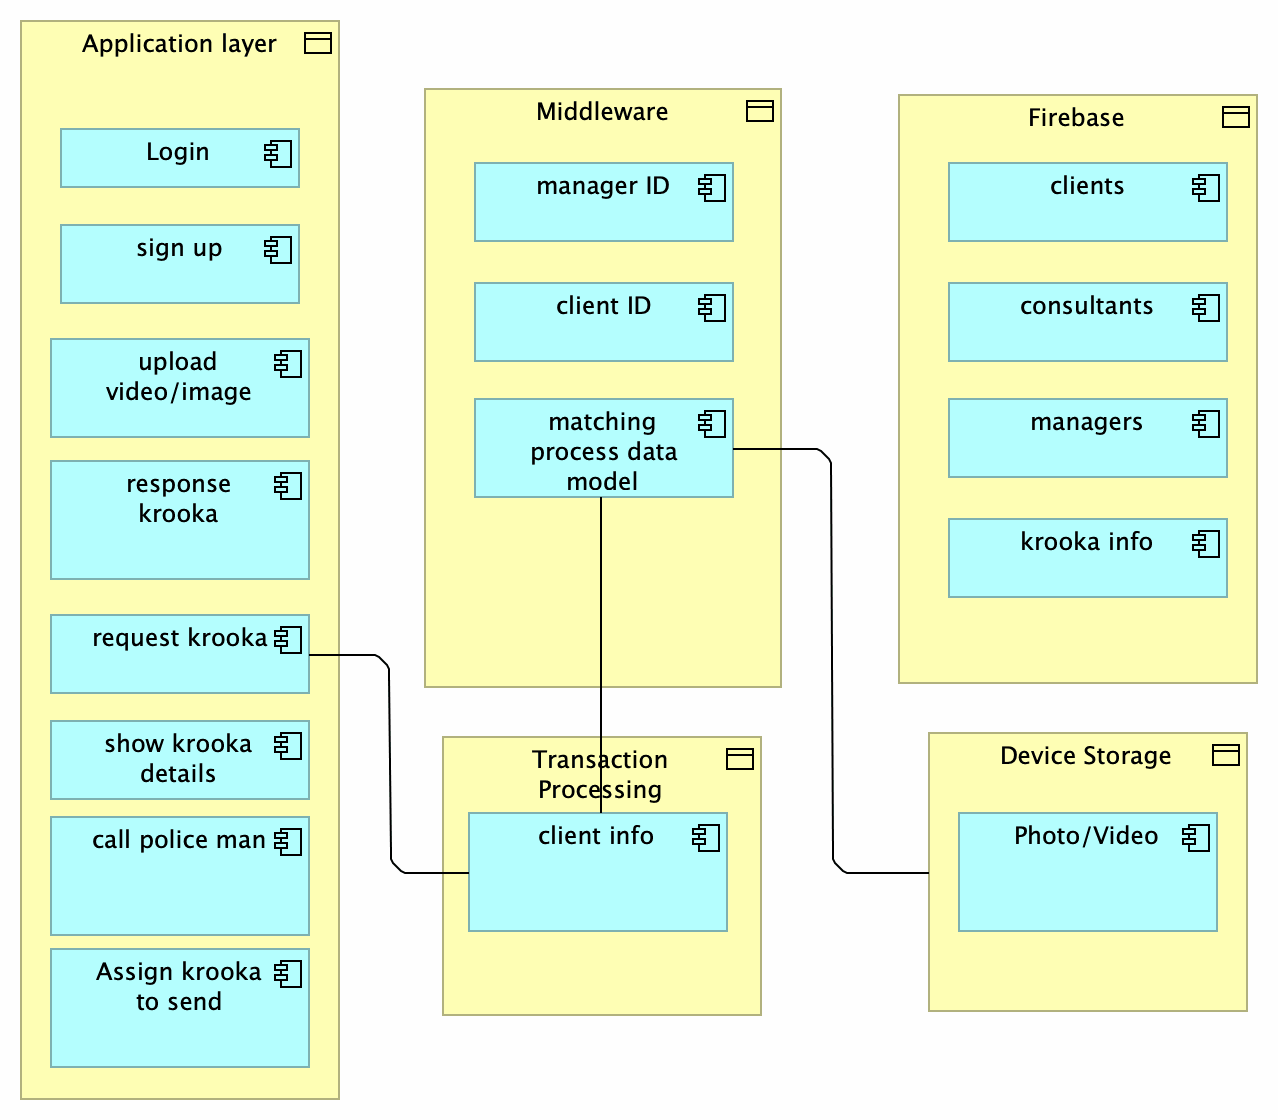 Application layer
Login
sign up
upload
video/image
response
krooka
request krooka
show krooka
details
call police man
Assign krooka
to send
Middleware
manager ID
client ID
matching
process data
model
Transaction
Processing
client info
Firebase
clients
consultants
managers
krooka info
Device Storage
Photo/Video